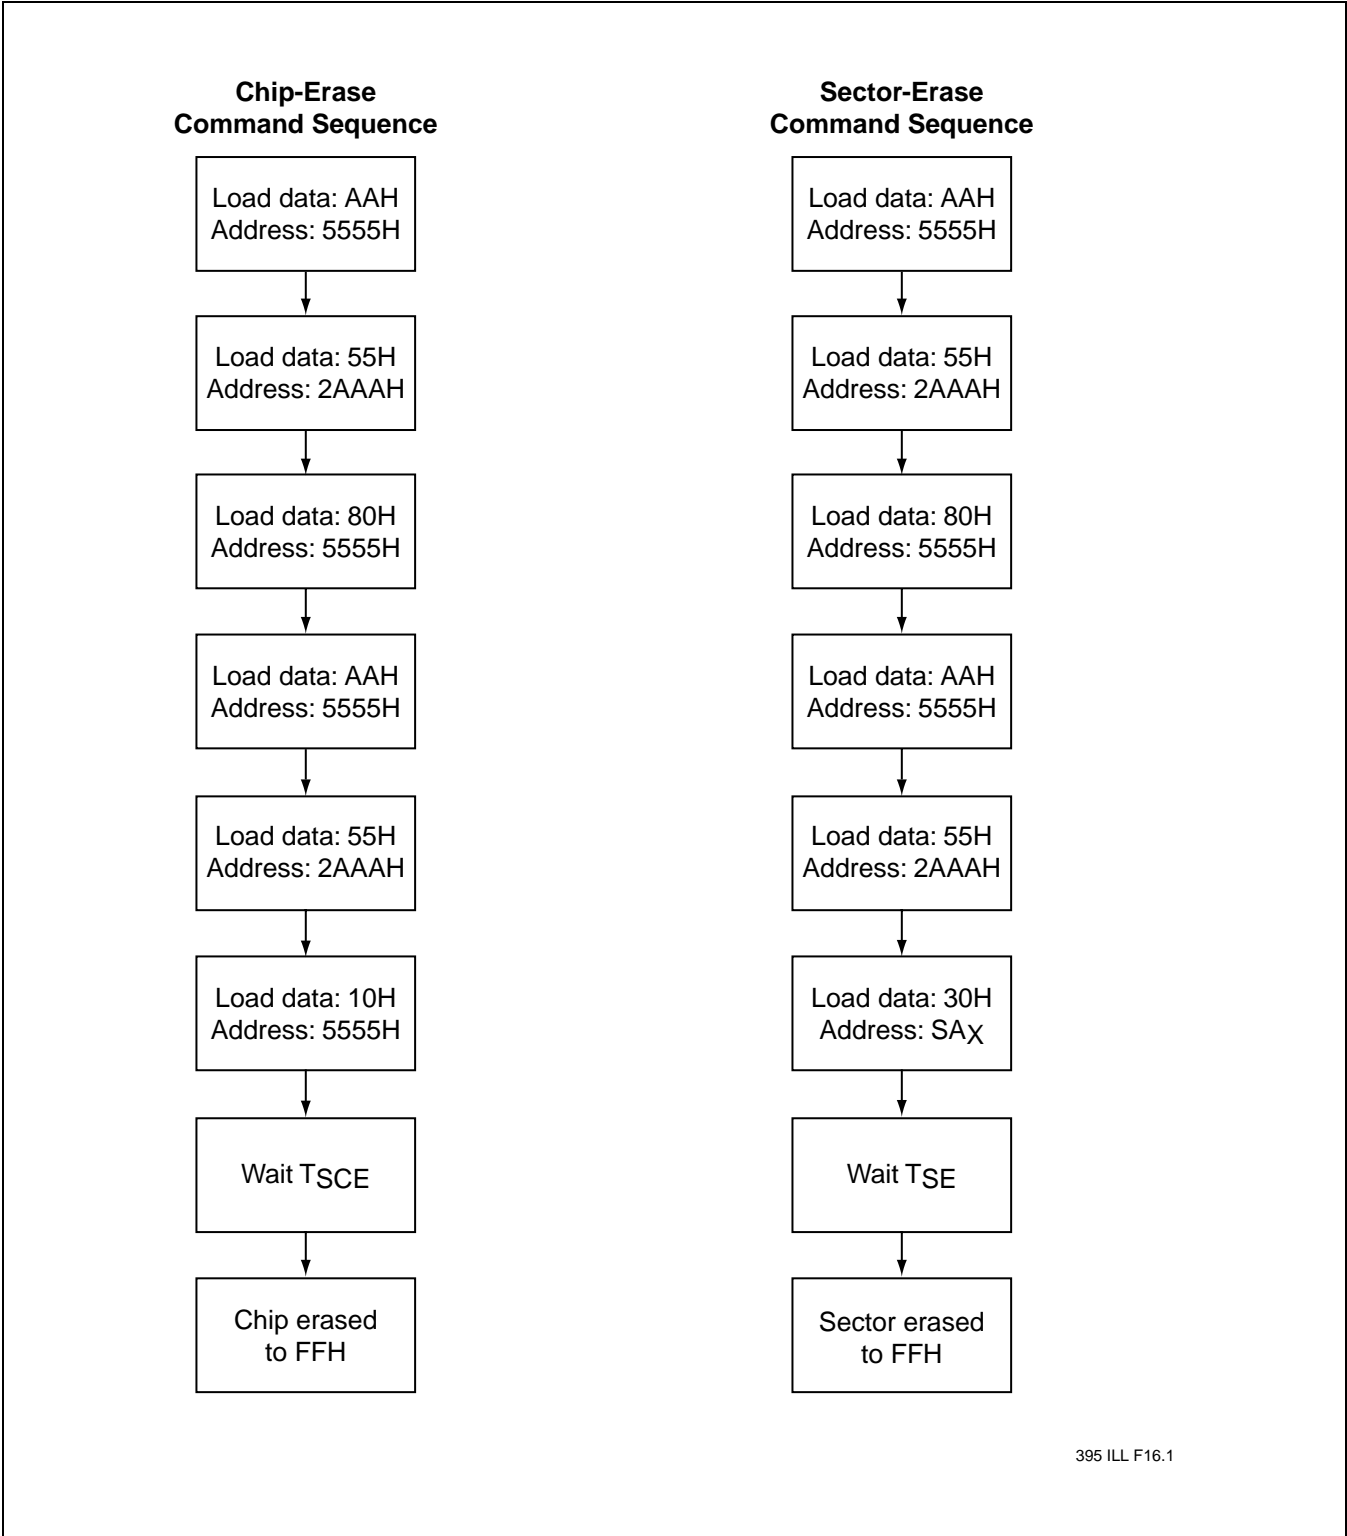 Chip-Erase
Command Sequence
Load data: AAH
Address: 5555H
Load data: 55H
Address: 2AAAH
Load data: 80H
Address: 5555H
Load data: AAH
Address: 5555H
Load data: 55H
Address: 2AAAH
Load data: 10H
Address: 5555H
Wait TSCE
Chip erased
to FFH
Sector-Erase
Command Sequence
Load data: AAH
Address: 5555H
Load data: 55H
Address: 2AAAH
Load data: 80H
Address: 5555H
Load data: AAH
Address: 5555H
Load data: 55H
Address: 2AAAH
Load data: 30H
Address: SAX
Wait TSE
Sector erased
to FFH
395 ILL F16.1